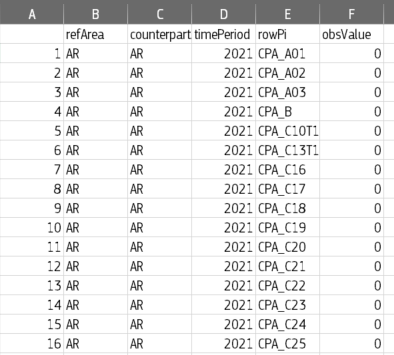 A B C D E F
refArea counterpart timePeriod rowPi obsValue
1 AR AR 2021 CPA_A01 0
2 AR AR 2021 CPA_A02 0
3 AR AR 2021 CPA_A03 0
4 AR AR 2021 CPA_B 0
5 AR AR 2021 CPA_C10T1 0
6 AR AR 2021 CPA_C13T1 0
7 AR AR 2021 CPA_C16 0
8 AR AR 2021 CPA_C17 0
9 AR AR 2021 CPA_C18 0
10 AR AR 2021 CPA_C19 0
11 AR AR 2021 CPA_C20 0
12 AR AR 2021 CPA_C21 0
13 AR AR 2021 CPA_C22 0
14 AR AR 2021 CPA_C23 0
15 AR AR 2021 CPA_C24 0
16 AR AR 2021 CPA_C25 0